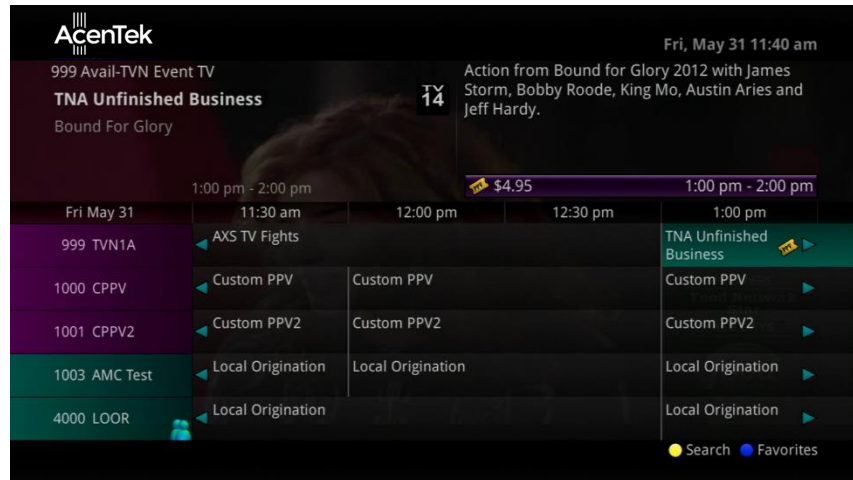 AcenTek
Fri, May 31 11:40 am
999 Avail-TVN Event TV
TNA Unfinished Business
Bound For Glory
TV
14
Action from Bound for Glory 2012 with James
Storm, Bobby Roode, King Mo, Austin Aries and
Jeff Hardy.
1:00 pm - 2:00 pm
$4.95 1:00 pm - 2:00 pm
Fri May 31 11:30 am 12:00 pm 12:30 pm 1:00 pm
999 TVN1A AXS TV Fights TNA Unfinished
Business
1000 CPPV Custom PPV Custom PPV Custom PPV
1001 CPPV2 Custom PPV2 Custom PPV2 Custom PPV2
1003 AMC Test Local Origination Local Origination Local Origination
4000 LOOR Local Origination Local Origination
Search Favorites